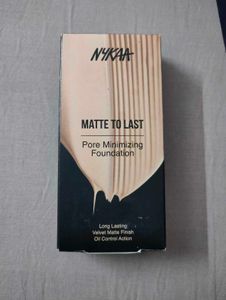 NYKAA
MATTE TO LAST
Pore Minimizing
Foundation
Long Lasting
Velvet Matte Finish
Oil Control Action